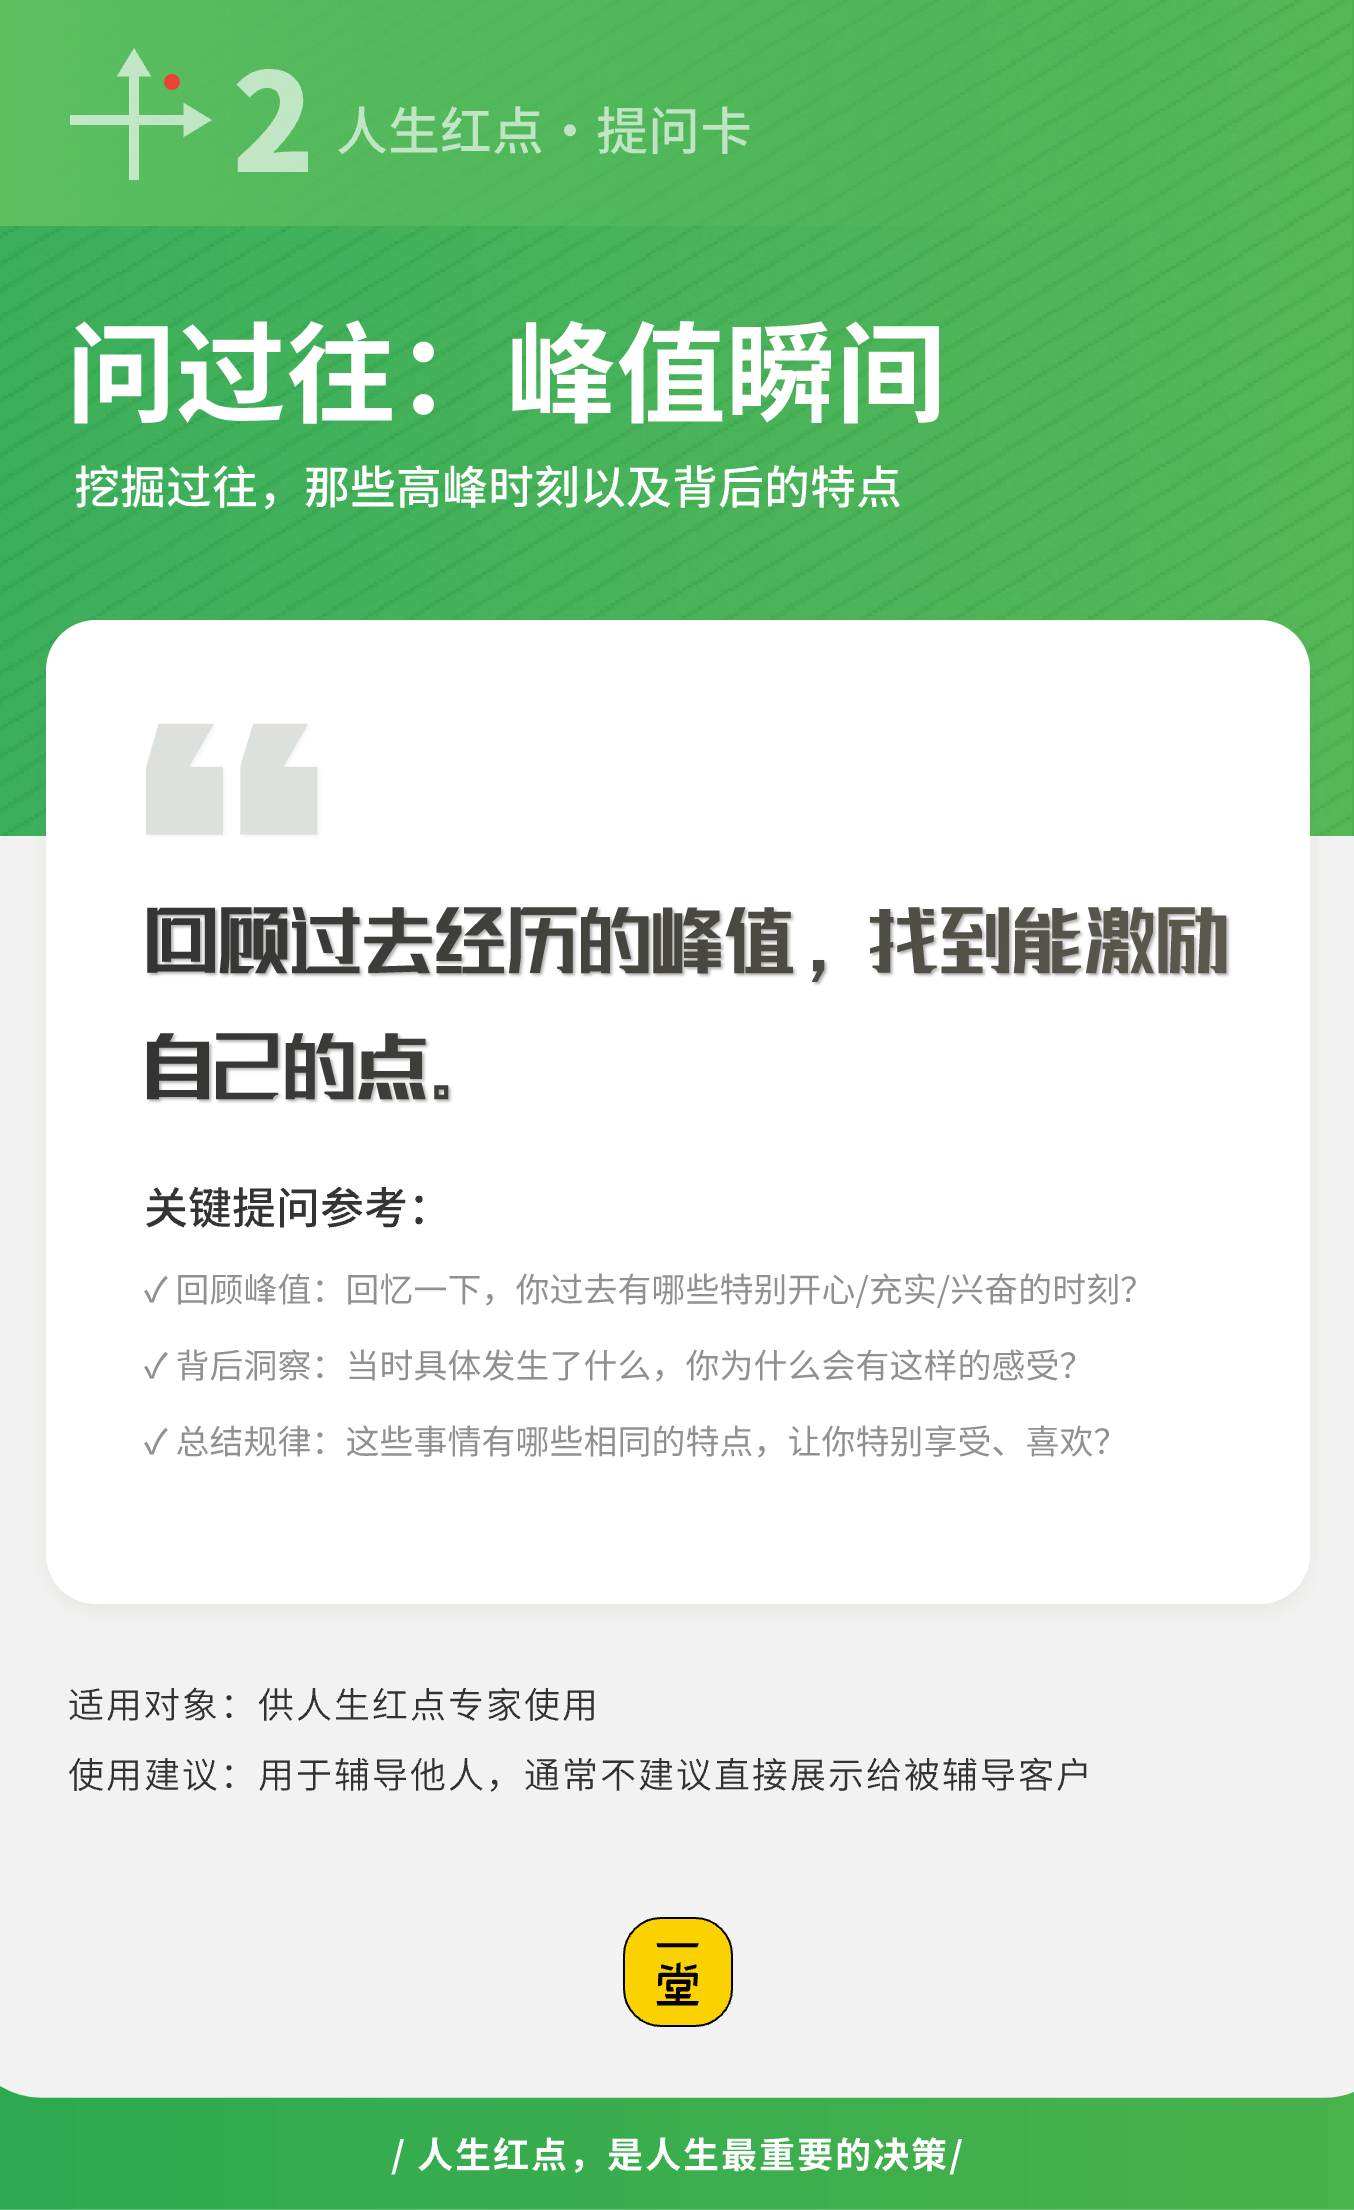 2 人生红点·提问卡
问过往：峰值瞬间
挖掘过往，那些高峰时刻以及背后的特点
“
回顾过去经历的峰值，找到能激励
自己的点。
关键提问参考：
✓回顾峰值：回忆一下，你过去有哪些特别开心/充实/兴奋的时刻？
✓背后洞察：当时具体发生了什么，你为什么会有这样的感受？
✓总结规律：这些事情有哪些相同的特点，让你特别享受、喜欢？
适用对象：供人生红点专家使用
使用建议：用于辅导他人，通常不建议直接展示给被辅导客户
一
堂
/ 人生红点，是人生最重要的决策/